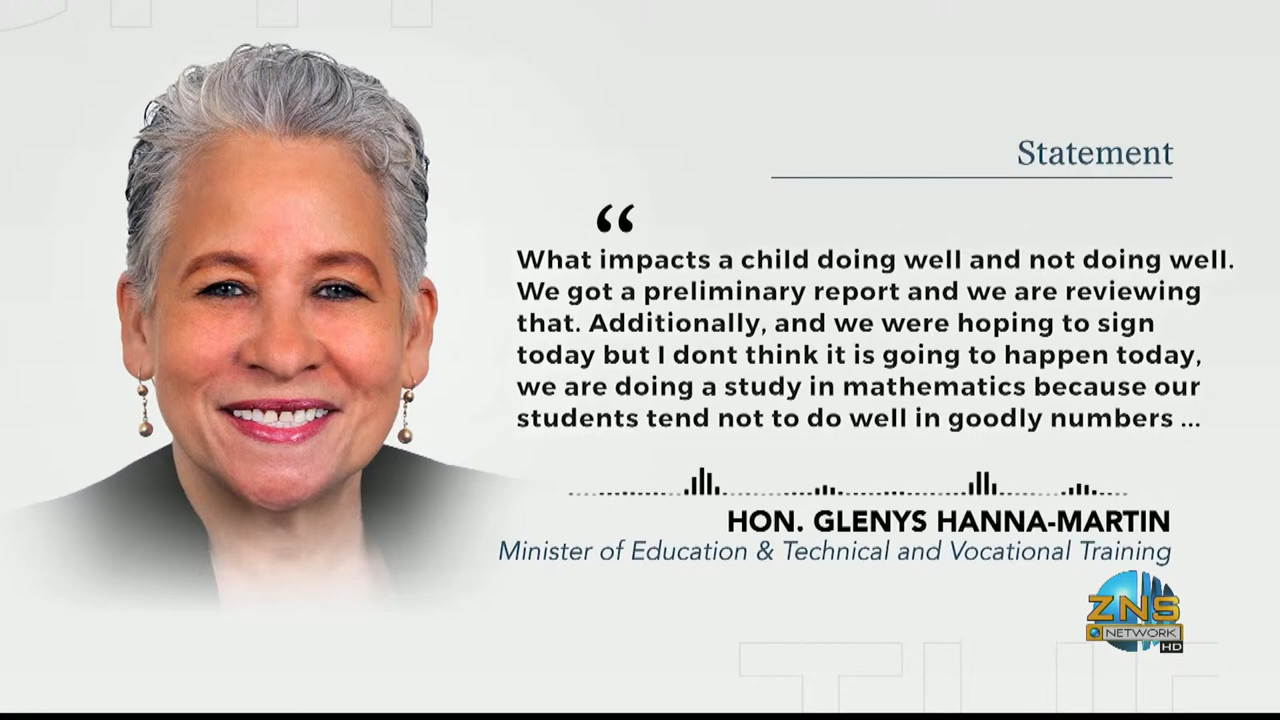 Statement
“
What impacts a child doing well and not doing well.
We got a preliminary report and we are reviewing
that. Additionally, and we were hoping to sign
today but I dont think it is going to happen today,
we are doing a study in mathematics because our
students tend not to do well in goodly numbers ...
HON. GLENYS HANNA-MARTIN
Minister of Education & Technical and Vocational Training
ZNS
NETWORK
HD